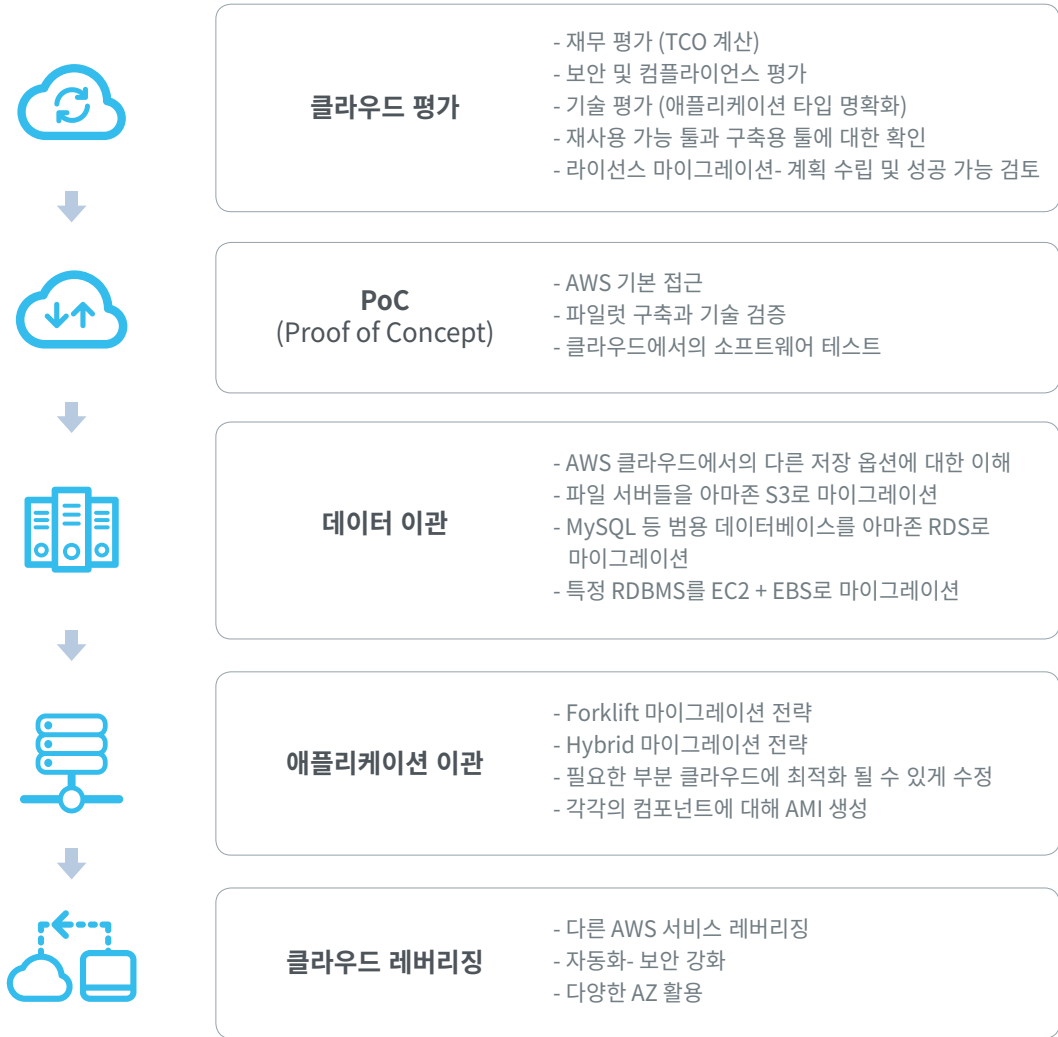 클라우드 평가
- 재무 평가 (TCO 계산)
- 보안 및 컴플라이언스 평가
- 기술 평가 (애플리케이션 타입 명확화)
- 재사용 가능 툴과 구축용 툴에 대한 확인
- 라이선스 마이그레이션- 계획 수립 및 성공 가능 검토
PoC
(Proof of Concept)
- AWS 기본 접근
- 파일럿 구축과 기술 검증
- 클라우드에서의 소프트웨어 테스트
데이터 이관
- AWS 클라우드에서의 다른 저장 옵션에 대한 이해
- 파일 서버들을 아마존 S3로 마이그레이션
- MySQL 등 범용 데이터베이스를 아마존 RDS로
마이그레이션
- 특정 RDBMS를 EC2 + EBS로 마이그레이션
애플리케이션 이관
- Forklift 마이그레이션 전략
- Hybrid 마이그레이션 전략
- 필요한 부분 클라우드에 최적화 될 수 있게 수정
- 각각의 컴포넌트에 대해 AMI 생성
클라우드 레버리징
- 다른 AWS 서비스 레버리징
- 자동화- 보안 강화
- 다양한 AZ 활용